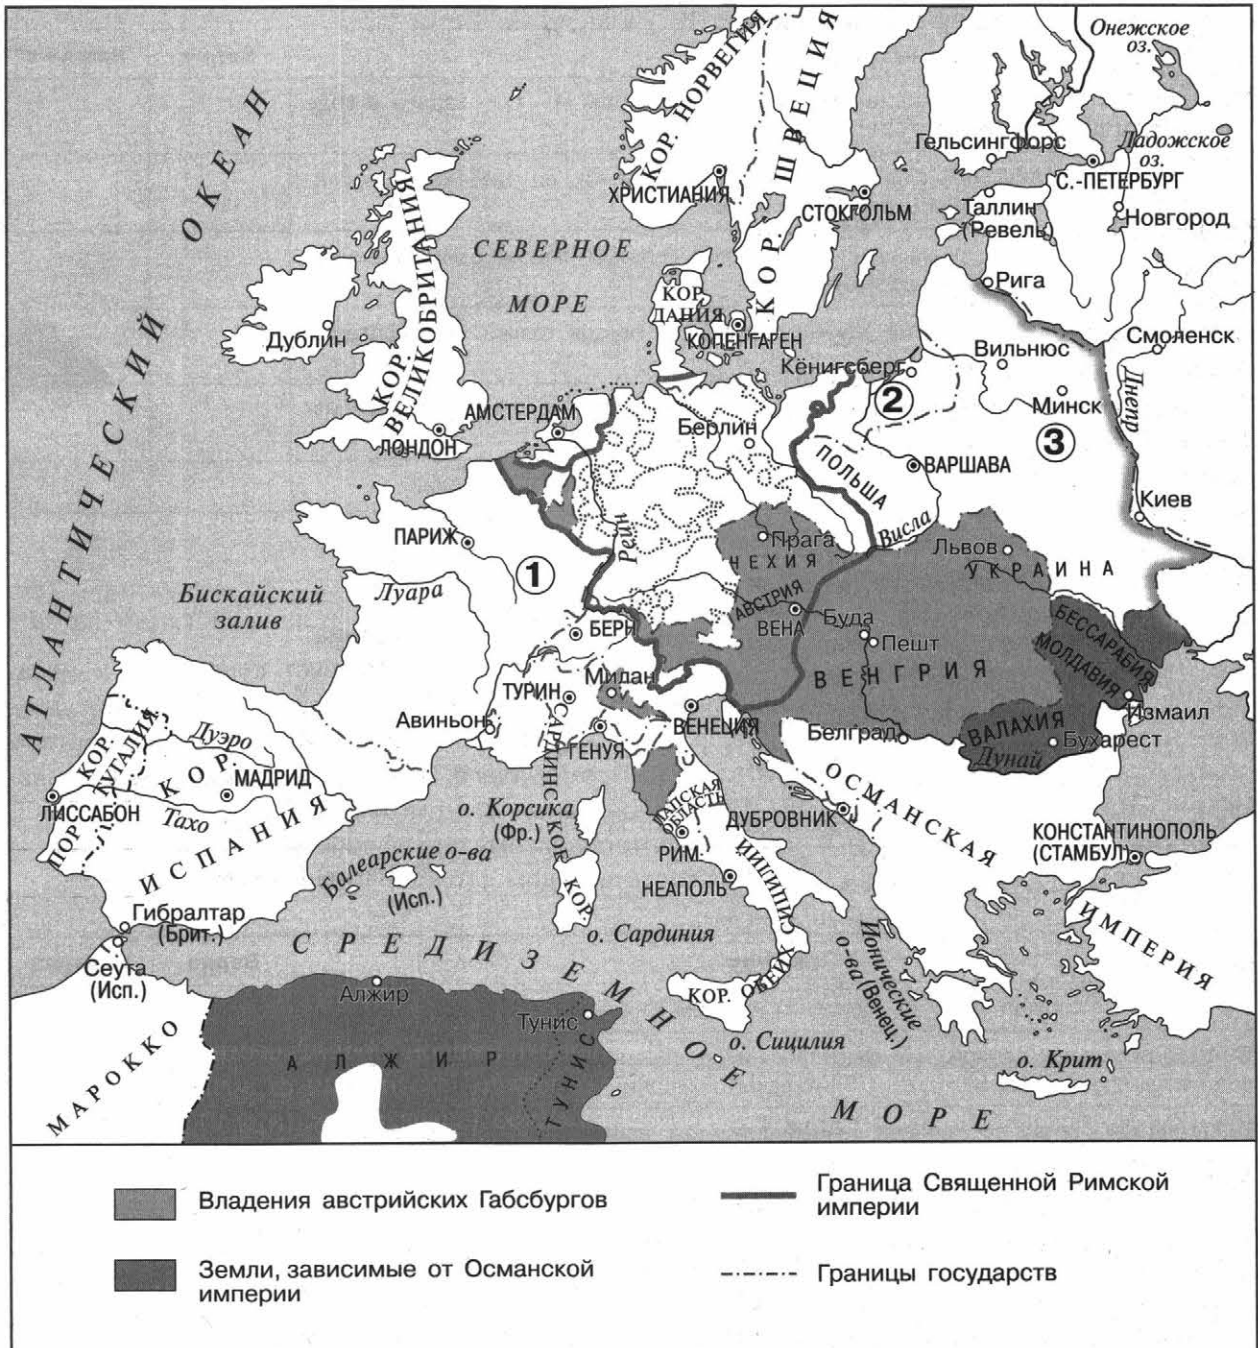 Онежское
оз.
АТЛАНТИЧЕСКИЙ ОКЕАН
КОР. НОРВЕГИЯ
КОР. ШВЕЦИЯ
Гельсингфорс
Ладожское
оз.
ХРИСТИАНИЯ
СТОКГОЛЬМ
С.-ПЕТЕРБУРГ
Таллин
(Ревель)
Новгород
КОР.
ВЕЛИКОБРИТАНИЯ
СЕВЕРНОЕ
МОРЕ
КОР.
ДАНИЯ
КОПЕНГАГЕН
Рига
Дублин
Смоленск
Вильнюс
Кёнигсберг
2
Минск
Днепр
АМСТЕРДАМ
Берлин
3
ЛОНДОН
ПОЛЬША
ВАРШАВА
Киев
Висла
ПАРИЖ
Рейн
Прага
ЧЕХИЯ
Львов
УКРАИНА
1
Луара
Бискайский
залив
АВСТРИЯ
ВЕНА
Буда
Пешт
БЕРН
БЕССАРАБИЯ
МОЛДАВИЯ
ВЕНГРИЯ
ТУРИН
Милан
Авиньон
ГЕНУЯ
ВЕНЕЦИЯ
Измаил
ВАЛАХИЯ
Бухарест
Дунай
Белград
КОР.
ПОРТУГАЛИЯ
Дуэро
КОР.
ИСПАНИЯ
МАДРИД
ЛИССАБОН
Тахо
о. Корсика
(Фр.)
КОР.
САРДИНСКОЕ
ПАПСКАЯ
ОБЛАСТЬ
РИМ
ДУБРОВНИК
ОСМАНСКАЯ
ИМПЕРИЯ
КОНСТАНТИНОПОЛЬ
(СТАМБУЛ)
Балеарские о-ва
(Исп.)
НЕАПОЛЬ
Гибралтар
(Брит.)
о. Сардиния
КОР. ОБЕИХ СИЦИЛИЙ
Ионические
о-ва (Венец.)
Сеута
(Исп.)
СРЕДИЗЕМНОЕ
МОРЕ
Алжир
Тунис
о. Сицилия
о. Крит
МАРОККО
АЛЖИР
ТУНИС
Владения австрийских Габсбургов
Граница Священной Римской
империи
Земли, зависимые от Османской
империи
Границы государств